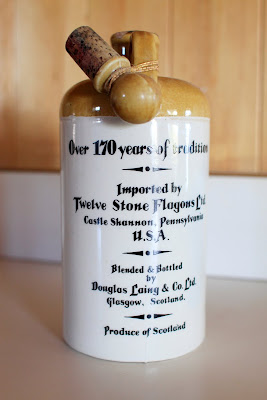 Over 170 years of tradition
Imported by
Twelve Stone Flagons Ltd.
Castle Shannon, Pennsylvania
U.S.A.
Blended & Bottled
by
Douglas Laing & Co. Ltd.
Glasgow, Scotland.
Produce of Scotland